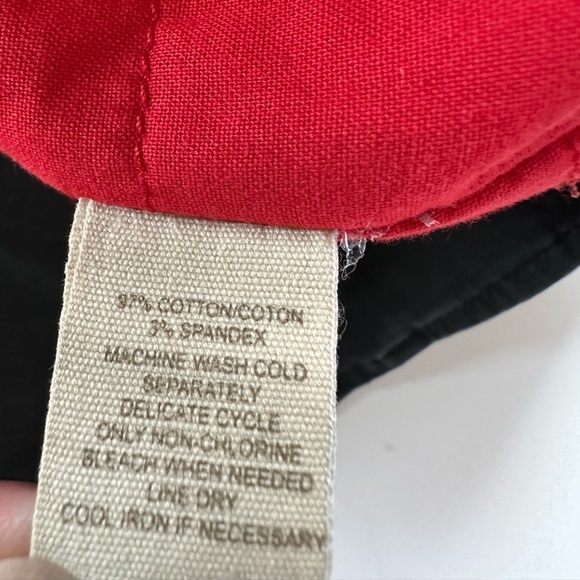 97% COTTON/COTON
3% SPANDEX
MACHINE WASH COLD
SEPARATELY
DELICATE CYCLE
ONLY NON-CHLORINE
BLEACH WHEN NEEDED
LINE DRY
COOL IRON IF NECESSARY